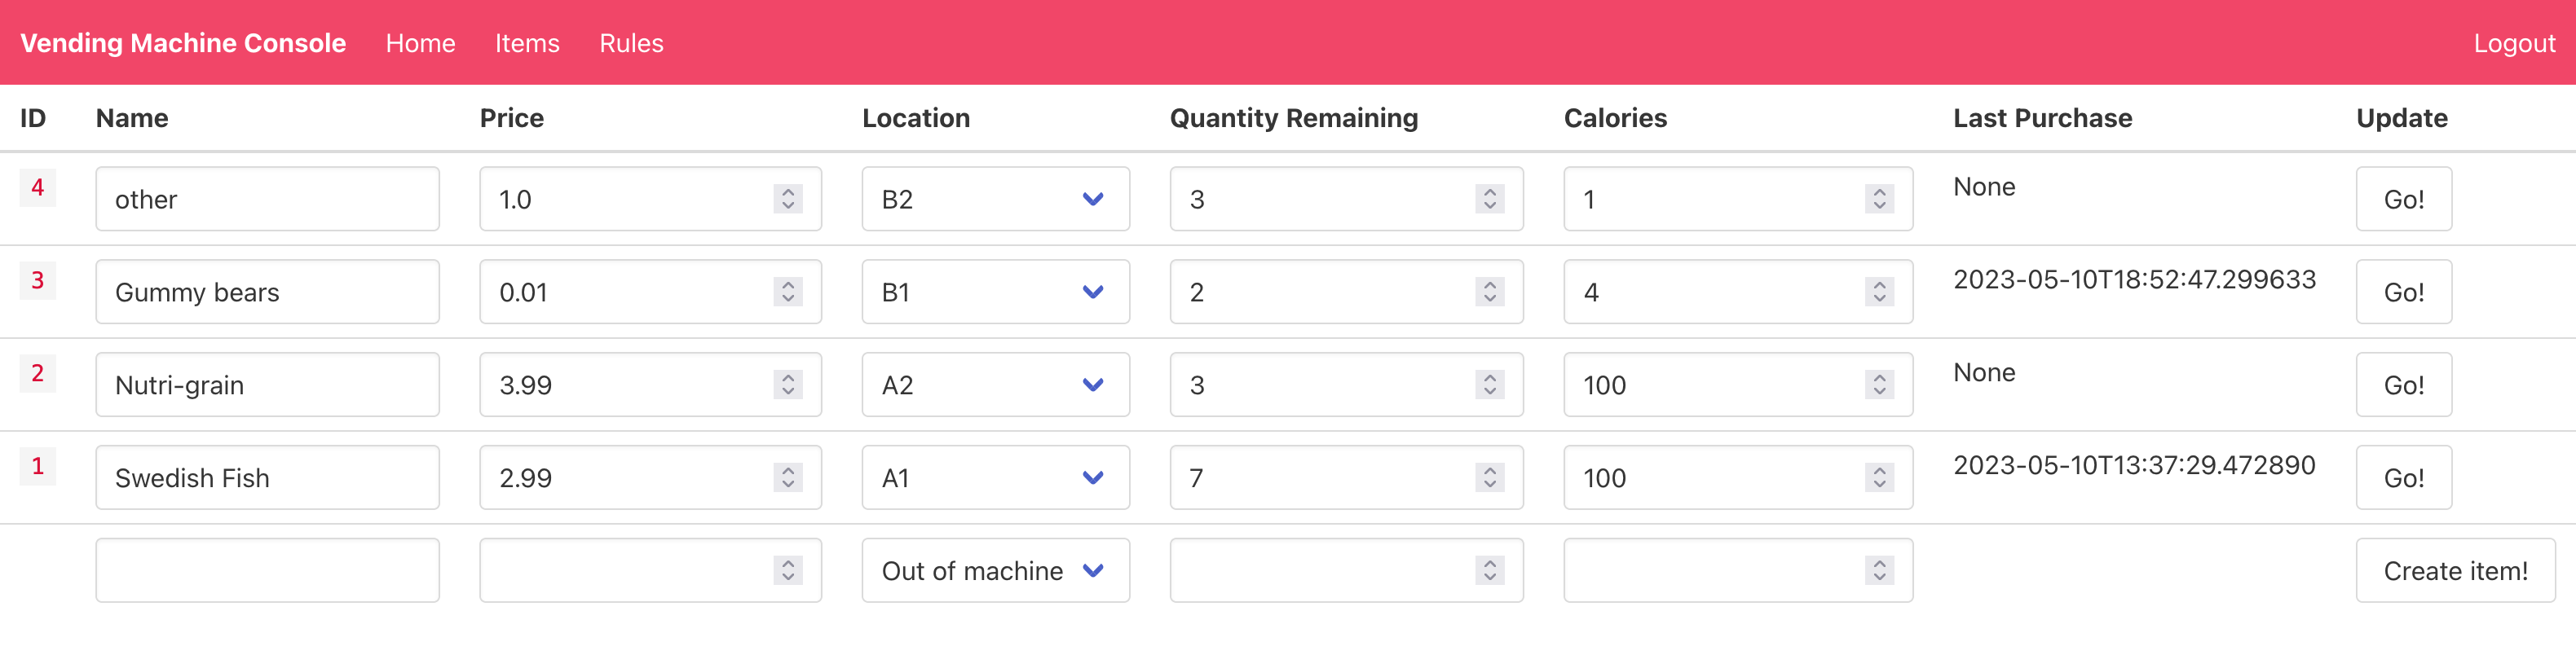 Vending Machine Console Home Items Rules Logout
ID Name Price Location Quantity Remaining Calories Last Purchase Update
4 other 1.0 B2 3 1 None Go!
3 Gummy bears 0.01 B1 2 4 2023-05-10T18:52:47.299633 Go!
2 Nutri-grain 3.99 A2 3 100 None Go!
1 Swedish Fish 2.99 A1 7 100 2023-05-10T13:37:29.472890 Go!
Out of machine Create item!